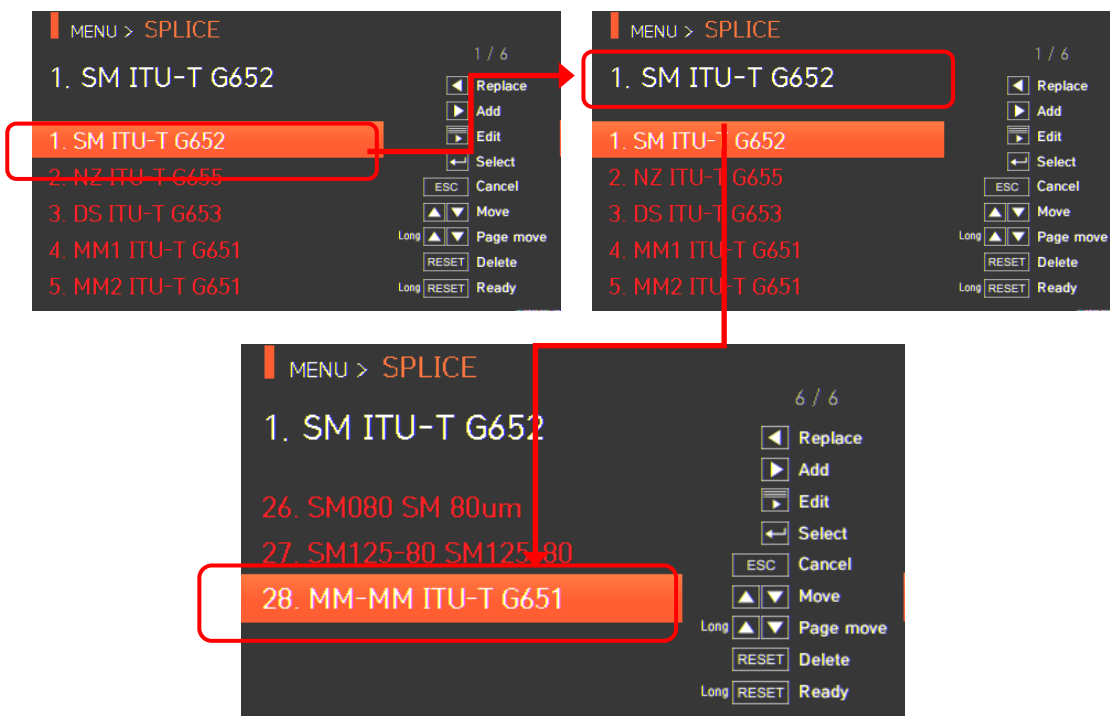 MENU > SPLICE
1 / 6
1. SM ITU-T G652
Replace
Add
1. SM ITU-T G652
Edit
Select
2. NZ ITU-T G655
ESC Cancel
3. DS ITU-T G653
Move
4. MM1 ITU-T G651
Long Page move
RESET Delete
5. MM2 ITU-T G651
Long RESET Ready
MENU > SPLICE
1 / 6
1. SM ITU-T G652
Replace
Add
1. SM ITU-T G652
Edit
Select
2. NZ ITU-T G655
ESC Cancel
3. DS ITU-T G653
Move
4. MM1 ITU-T G651
Long Page move
RESET Delete
5. MM2 ITU-T G651
Long RESET Ready
MENU > SPLICE
6 / 6
1. SM ITU-T G652
Replace
Add
26. SM080 SM 80um
Edit
Select
27. SM125-80 SM125-80
ESC Cancel
28. MM-MM ITU-T G651
Move
Long Page move
RESET Delete
Long RESET Ready